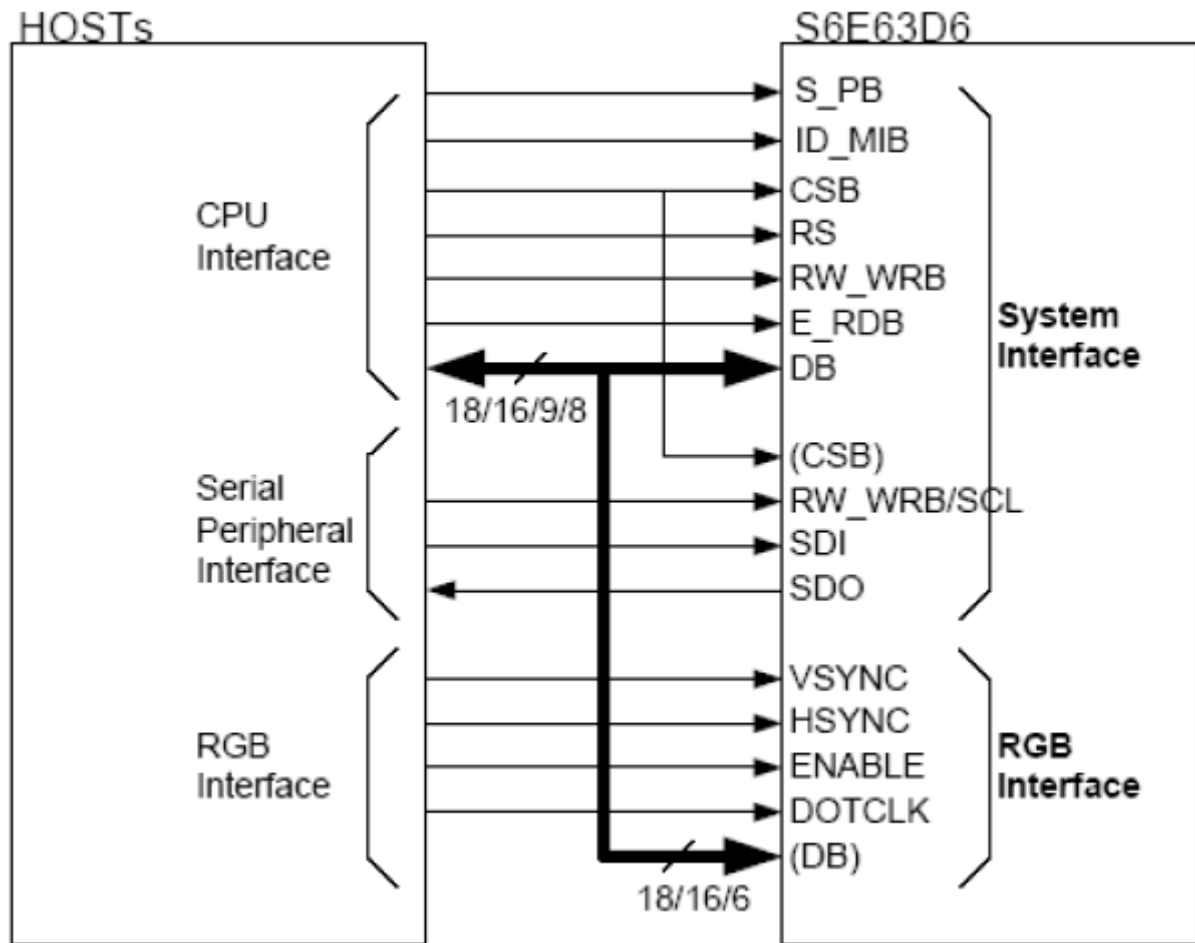 HOSTs
S6E63D6
CPU
Interface
S_PB
ID_MIB
CSB
RS
RW_WRB
E_RDB
DB
18/16/9/8
System
Interface
Serial
Peripheral
Interface
(CSB)
RW_WRB/SCL
SDI
SDO
RGB
Interface
VSYNC
HSYNC
ENABLE
DOTCLK
(DB)
18/16/6
RGB
Interface